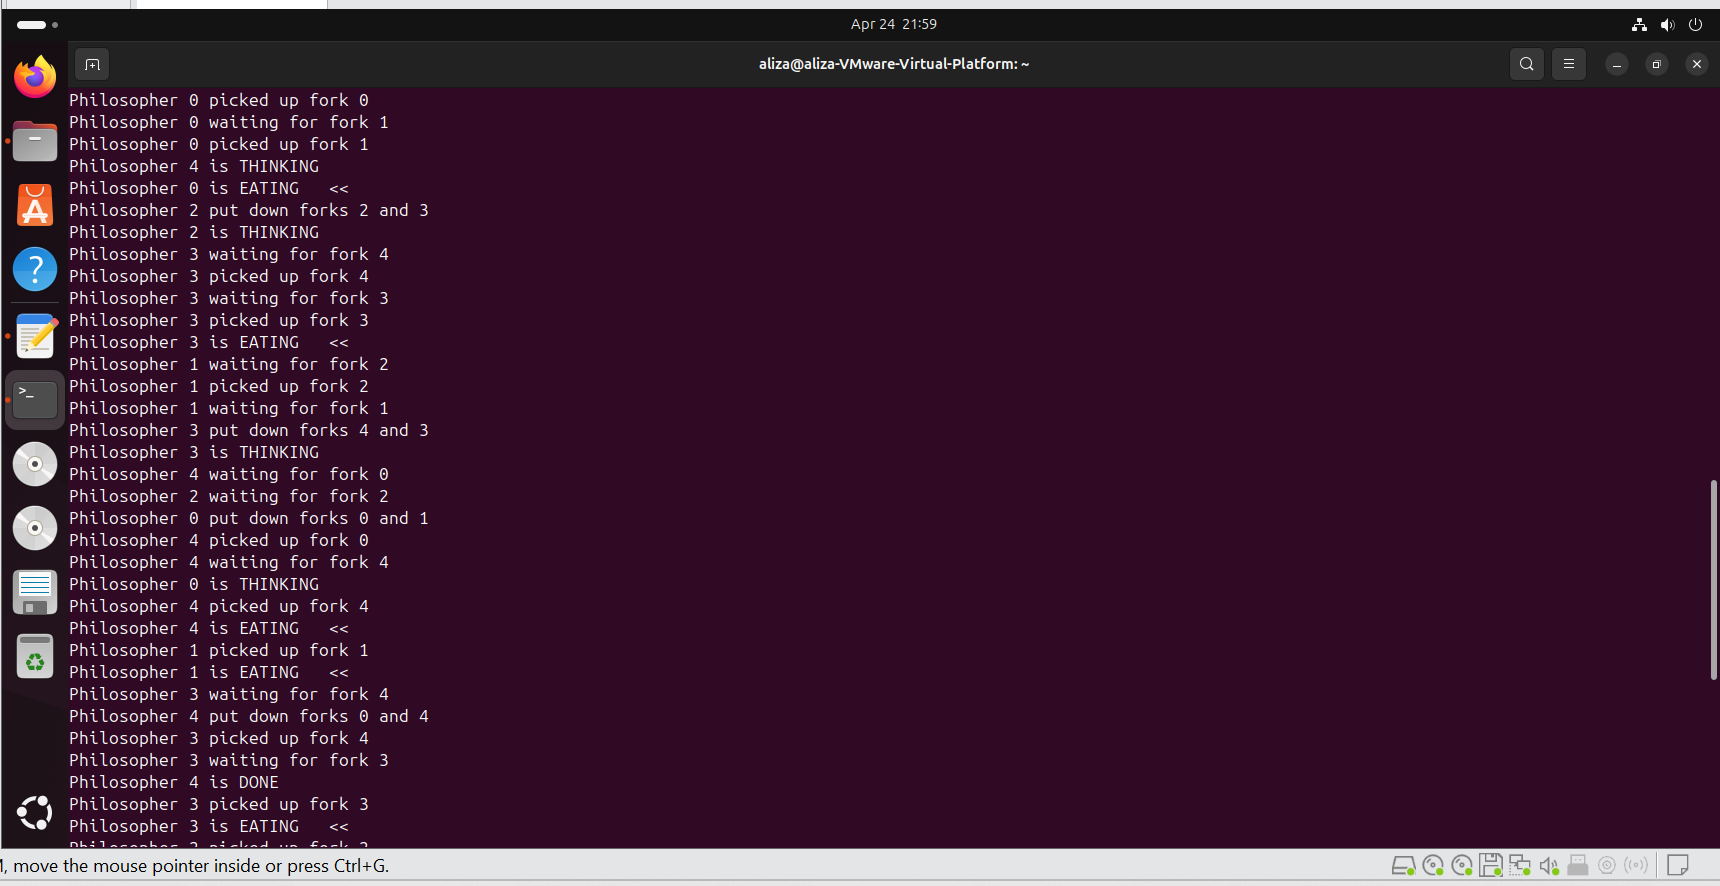 Apr 24 21:59
aliza@aliza-VMware-Virtual-Platform: ~
Philosopher 0 picked up fork 0
Philosopher 0 waiting for fork 1
Philosopher 0 picked up fork 1
Philosopher 4 is THINKING
Philosopher 0 is EATING   <<
Philosopher 2 put down forks 2 and 3
Philosopher 2 is THINKING
Philosopher 3 waiting for fork 4
Philosopher 3 picked up fork 4
Philosopher 3 waiting for fork 3
Philosopher 3 picked up fork 3
Philosopher 3 is EATING   <<
Philosopher 1 waiting for fork 2
Philosopher 1 picked up fork 2
Philosopher 1 waiting for fork 1
Philosopher 3 put down forks 4 and 3
Philosopher 3 is THINKING
Philosopher 4 waiting for fork 0
Philosopher 2 waiting for fork 2
Philosopher 0 put down forks 0 and 1
Philosopher 4 picked up fork 0
Philosopher 4 waiting for fork 4
Philosopher 0 is THINKING
Philosopher 4 picked up fork 4
Philosopher 4 is EATING   <<
Philosopher 1 picked up fork 1
Philosopher 1 is EATING   <<
Philosopher 3 waiting for fork 4
Philosopher 4 put down forks 0 and 4
Philosopher 3 picked up fork 4
Philosopher 3 waiting for fork 3
Philosopher 4 is DONE
Philosopher 3 picked up fork 3
Philosopher 3 is EATING   <<
, move the mouse pointer inside or press Ctrl+G.